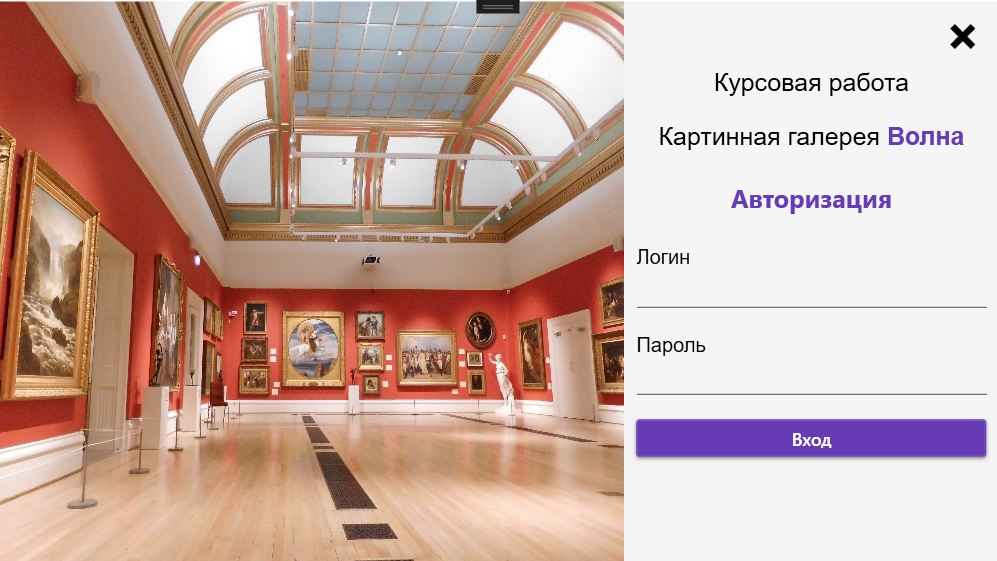 Курсовая работа
Картинная галерея Волна
Авторизация
Логин
Пароль
Вход